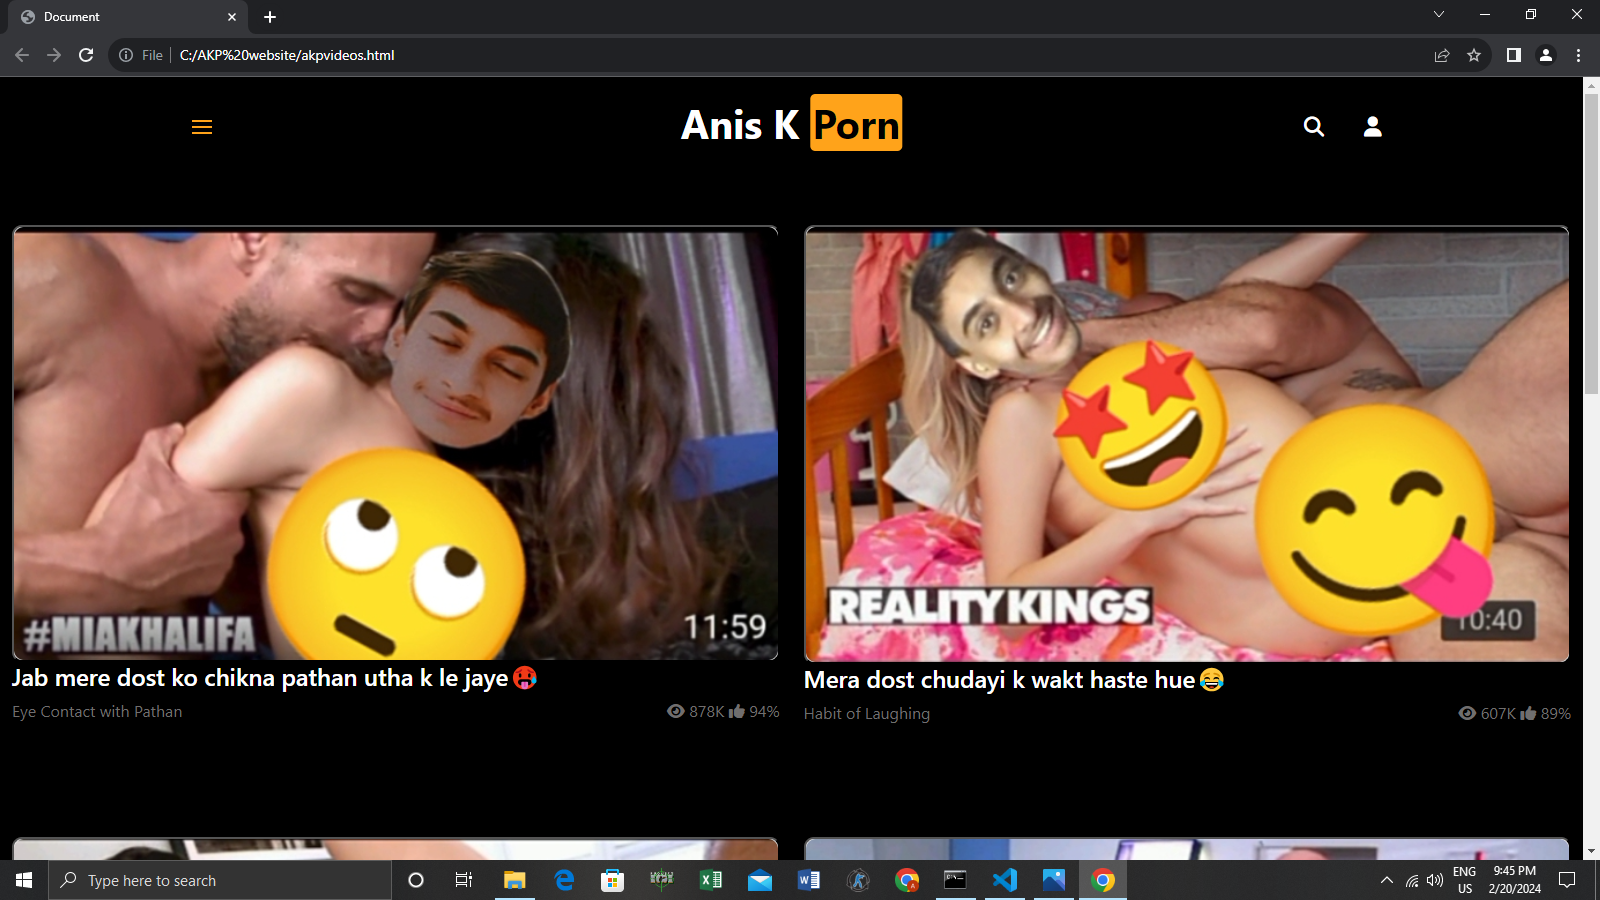 Document
File
C:/AKP%20website/akpvideos.html
Anis K Porn
#MIAKHALIFA
11:59
REALITY KINGS
10:40
Jab mere dost ko chikna pathan utha k le jaye🥵
Eye Contact with Pathan
878K 94%
Mera dost chudayi k wakt haste hue😂
Habit of Laughing
607K 89%
Type here to search
ENG
US
9:45 PM
2/20/2024